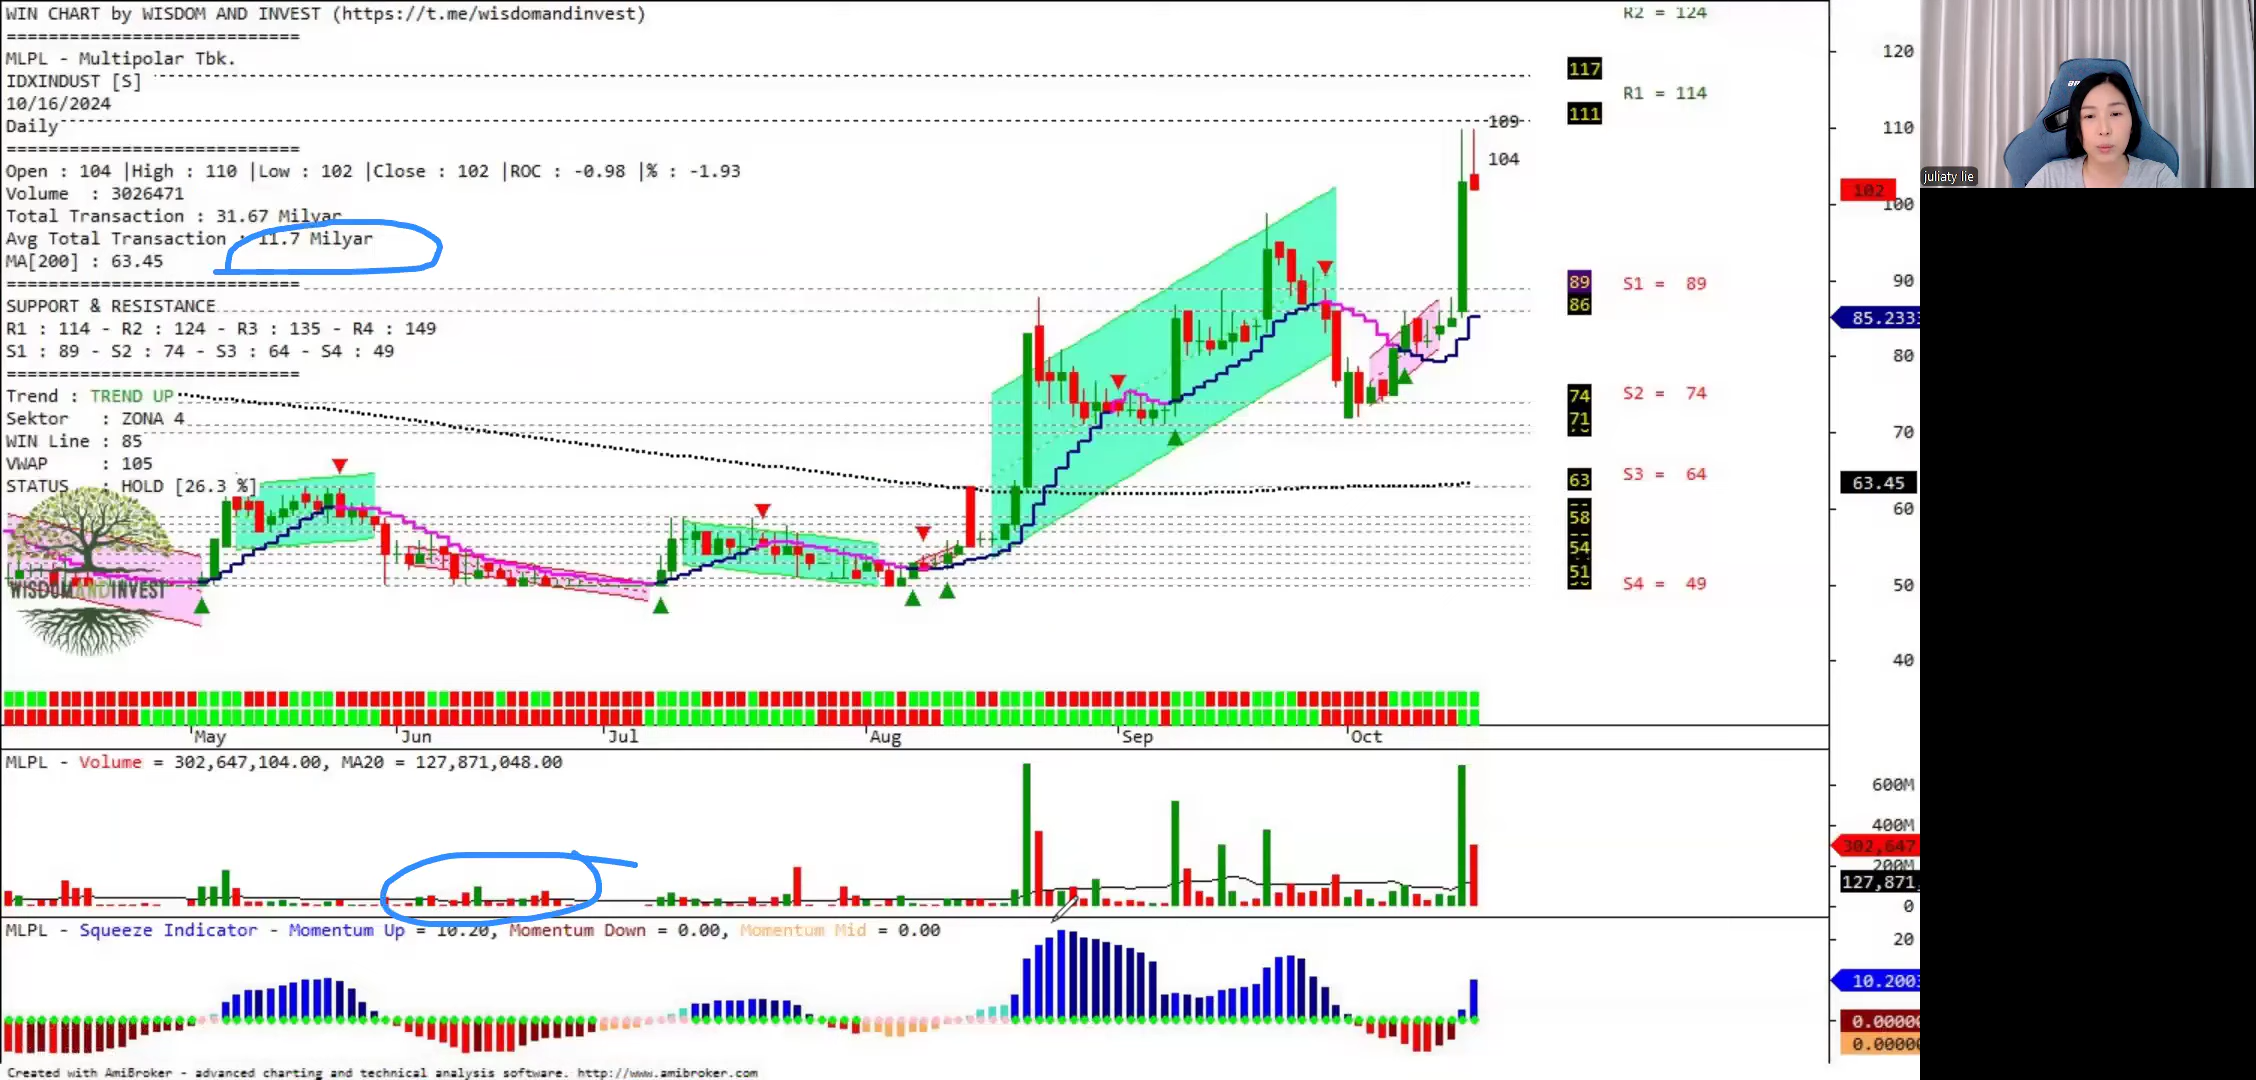 WIN CHART by WISDOM AND INVEST (https://t.me/wisdomandinvest)
=============================
MLPL - Multipolar Tbk.
IDXINDUST [S]
10/16/2024
Daily
=============================
Open : 104 |High : 110 |Low : 102 |Close : 102 |ROC : -0.98 |% : -1.93
Volume : 3026471
Total Transaction : 31.67 Milyar
Avg Total Transaction : 11.7 Milyar
MA[200] : 63.45
=============================
SUPPORT & RESISTANCE
R1 : 114 - R2 : 124 - R3 : 135 - R4 : 149
S1 : 89 - S2 : 74 - S3 : 64 - S4 : 49
=============================
Trend : TREND UP
Sektor : ZONA 4
WIN Line : 85
VWAP : 105
STATUS : HOLD [26.3 %]
WISDOMANDINVEST
109
104
117
111
89
86
74
71
63
58
54
51
R2 = 124
R1 = 114
S1 = 89
S2 = 74
S3 = 64
S4 = 49
120
110
102
100
90
85.233
80
70
63.45
60
50
40
juliaty lie
May Jun Jul Aug Sep Oct
MLPL - Volume = 302,647,104.00, MA20 = 127,871,048.00
600M
400M
302,647
200M
127,871
0
MLPL - Squeeze Indicator - Momentum Up = 10.20, Momentum Down = 0.00, Momentum Mid = 0.00
20
10.200
0.0000
0.0000
Created with AmiBroker - advanced charting and technical analysis software. http://www.amibroker.com